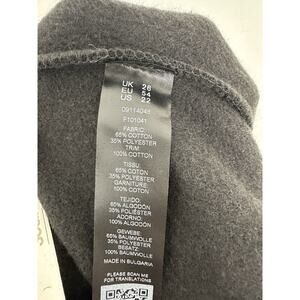 UK 26
EU 54
US 22
09114048
P101041
FABRIC:
65% COTTON
35% POLYESTER
TRIM
100% COTTON
TISSU:
65% COTON
35% POLYESTER
GARNITURE:
100% COTON
TEJIDO
65% ALGODÓN
35% POLIÉSTER
ADORNO
100% ALGODÓN
GEWEBE:
65% BAUMWOLLE
35% POLYESTER
BESATZ:
100% BAUMWOLLE
MADE IN BULGARIA
PLEASE SCAN ME
FOR TRANSLATIONS